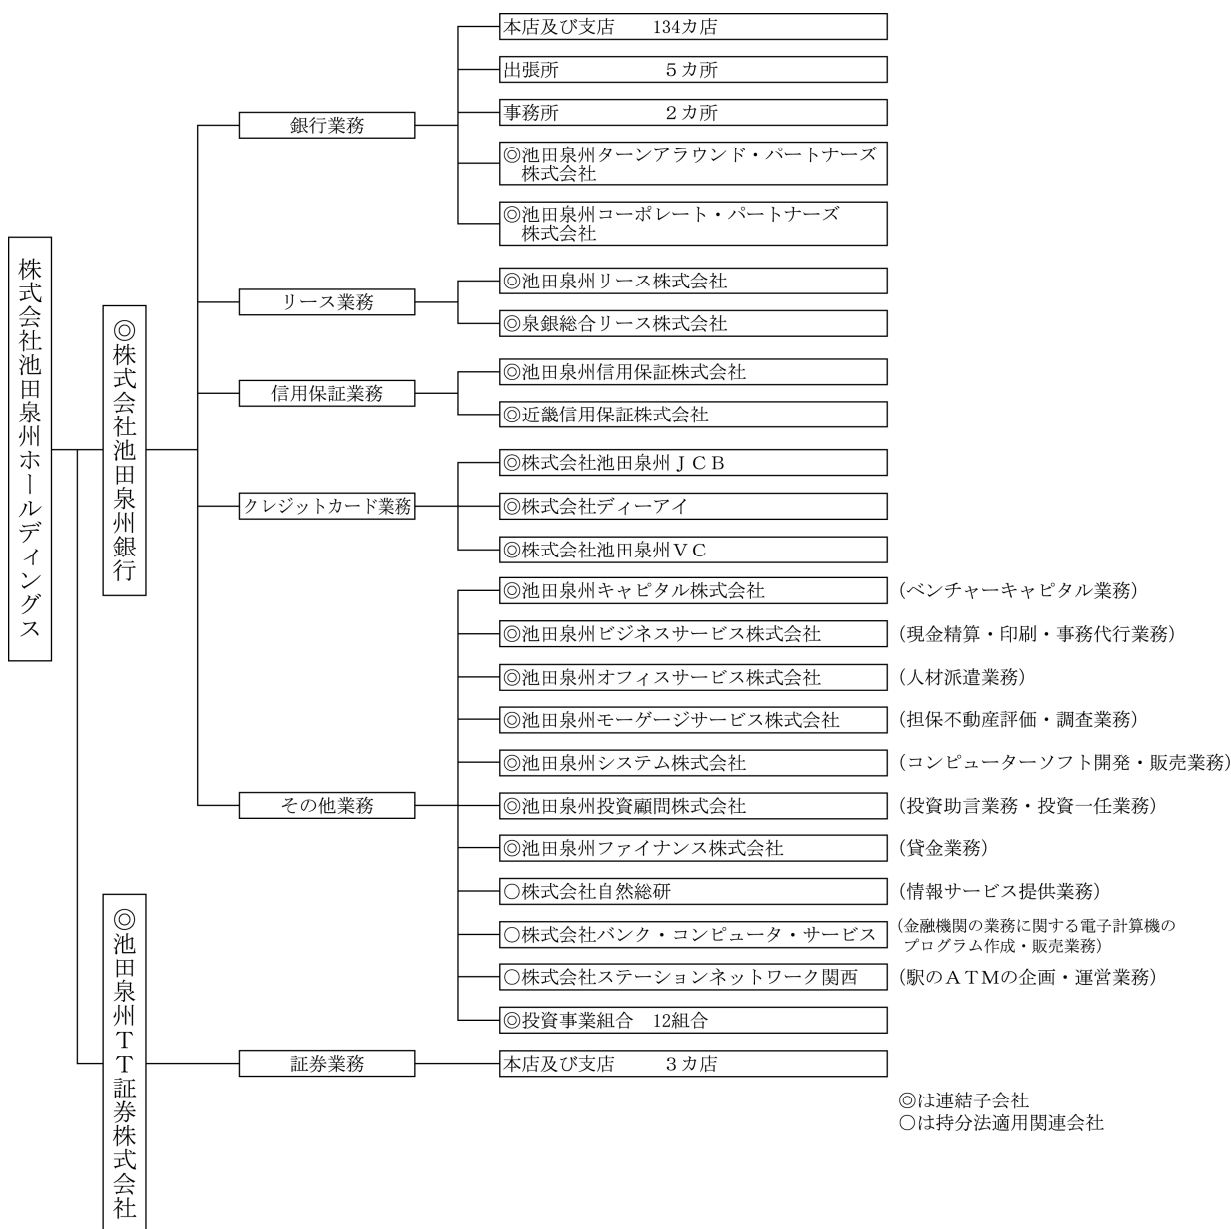 株式会社池田泉州ホールディングス
◎株式会社池田泉州銀行
銀行業務
本店及び支店　134カ店
出張所　5カ所
事務所　2カ所
◎池田泉州ターンアラウンド・パートナーズ
株式会社
◎池田泉州コーポレート・パートナーズ
株式会社
リース業務
◎池田泉州リース株式会社
◎泉銀総合リース株式会社
信用保証業務
◎池田泉州信用保証株式会社
◎近畿信用保証株式会社
クレジットカード業務
◎株式会社池田泉州ＪＣＢ
◎株式会社ディーアイ
◎株式会社池田泉州ＶＣ
その他業務
◎池田泉州キャピタル株式会社　（ベンチャーキャピタル業務）
◎池田泉州ビジネスサービス株式会社　（現金精算・印刷・事務代行業務）
◎池田泉州オフィスサービス株式会社　（人材派遣業務）
◎池田泉州モーゲージサービス株式会社　（担保不動産評価・調査業務）
◎池田泉州システム株式会社　（コンピューターソフト開発・販売業務）
◎池田泉州投資顧問株式会社　（投資助言業務・投資一任業務）
◎池田泉州ファイナンス株式会社　（貸金業務）
○株式会社自然総研　（情報サービス提供業務）
○株式会社バンク・コンピュータ・サービス　（金融機関の業務に関する電子計算機の
プログラム作成・販売業務）
○株式会社ステーションネットワーク関西　（駅のＡＴＭの企画・運営業務）
◎投資事業組合　12組合
◎池田泉州ＴＴ証券株式会社
証券業務
本店及び支店　3カ店
◎は連結子会社
○は持分法適用関連会社